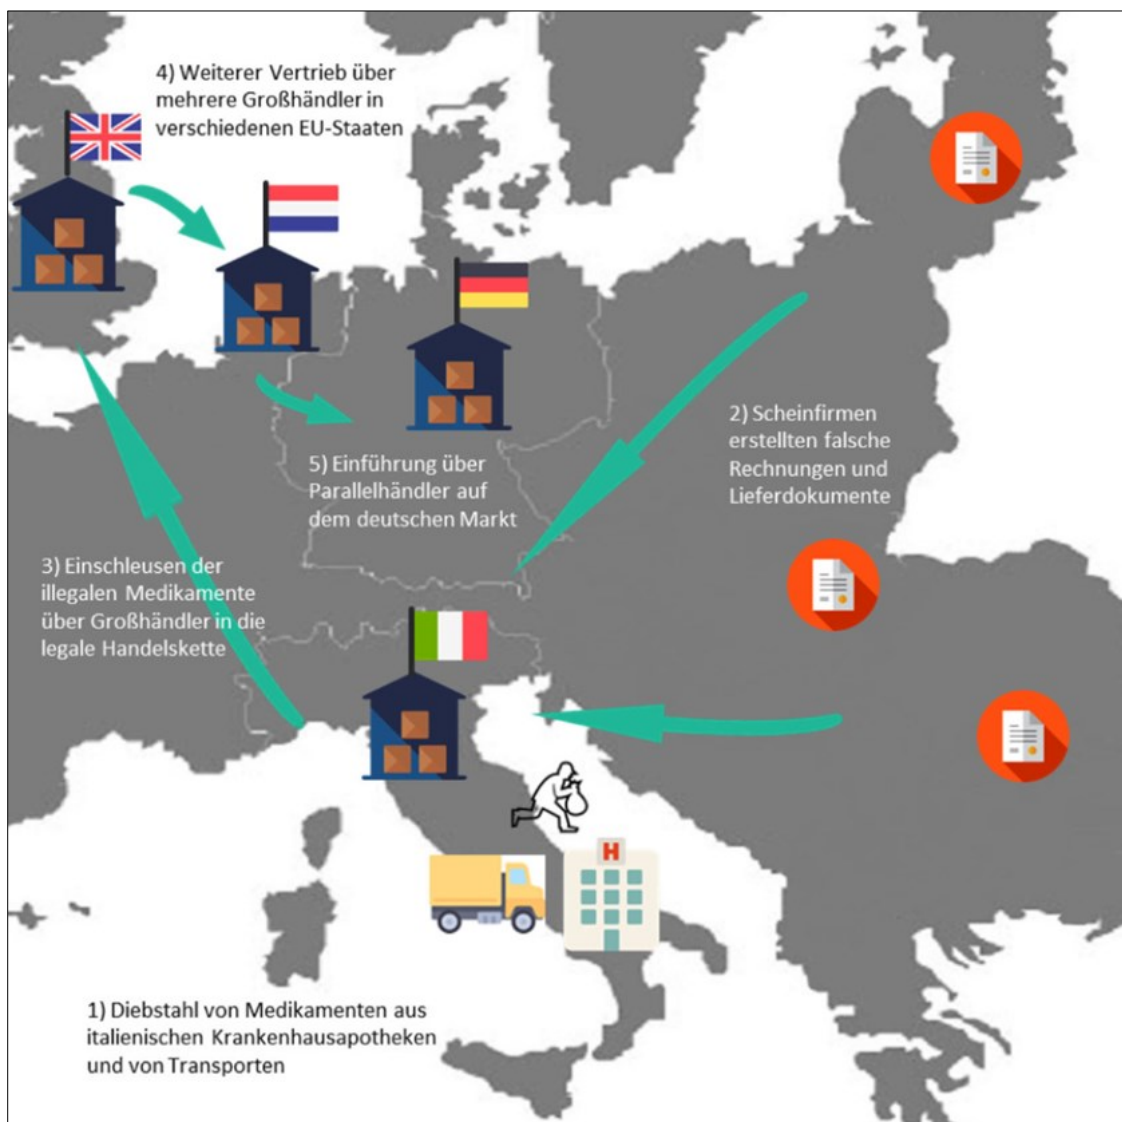 4) Weiterer Vertrieb über
mehrere Großhändler in
verschiedenen EU-Staaten
2) Scheinfirmen
erstellten falsche
Rechnungen und
Lieferdokumente
5) Einführung über
Parallelhändler auf
dem deutschen Markt
3) Einschleusen der
illegalen Medikamente
über Großhändler in die
legale Handelskette
H
1) Diebstahl von Medikamenten aus
italienischen Krankenhausapotheken
und von Transporten